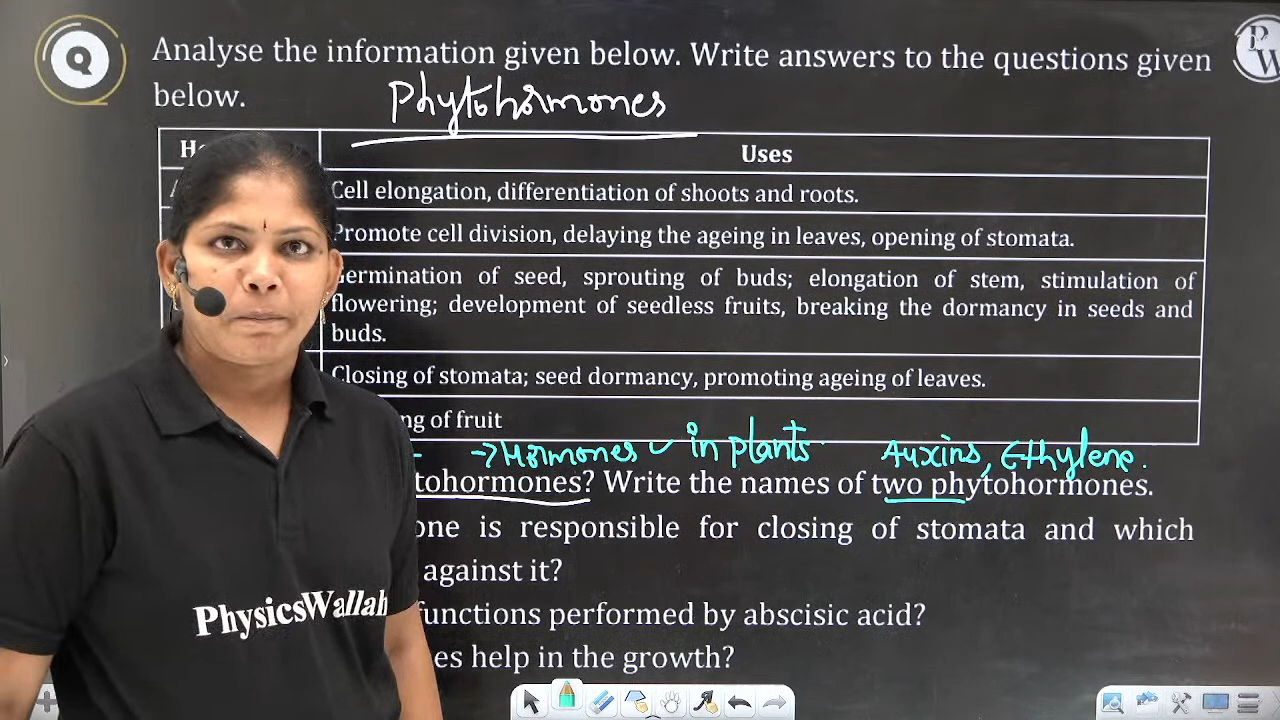 Q
Analyse the information given below. Write answers to the questions given
below.
Phytohormones
PW
Uses
Cell elongation, differentiation of shoots and roots.
Promote cell division, delaying the ageing in leaves, opening of stomata.
Germination of seed, sprouting of buds; elongation of stem, stimulation of
flowering; development of seedless fruits, breaking the dormancy in seeds and
buds.
Closing of stomata; seed dormancy, promoting ageing of leaves.
ng of fruit
→Hormones in plants Auxins, Ethylene.
tohormones? Write the names of two phytohormones.
one is responsible for closing of stomata and which
against it?
functions performed by abscisic acid?
es help in the growth?
PhysicsWallah